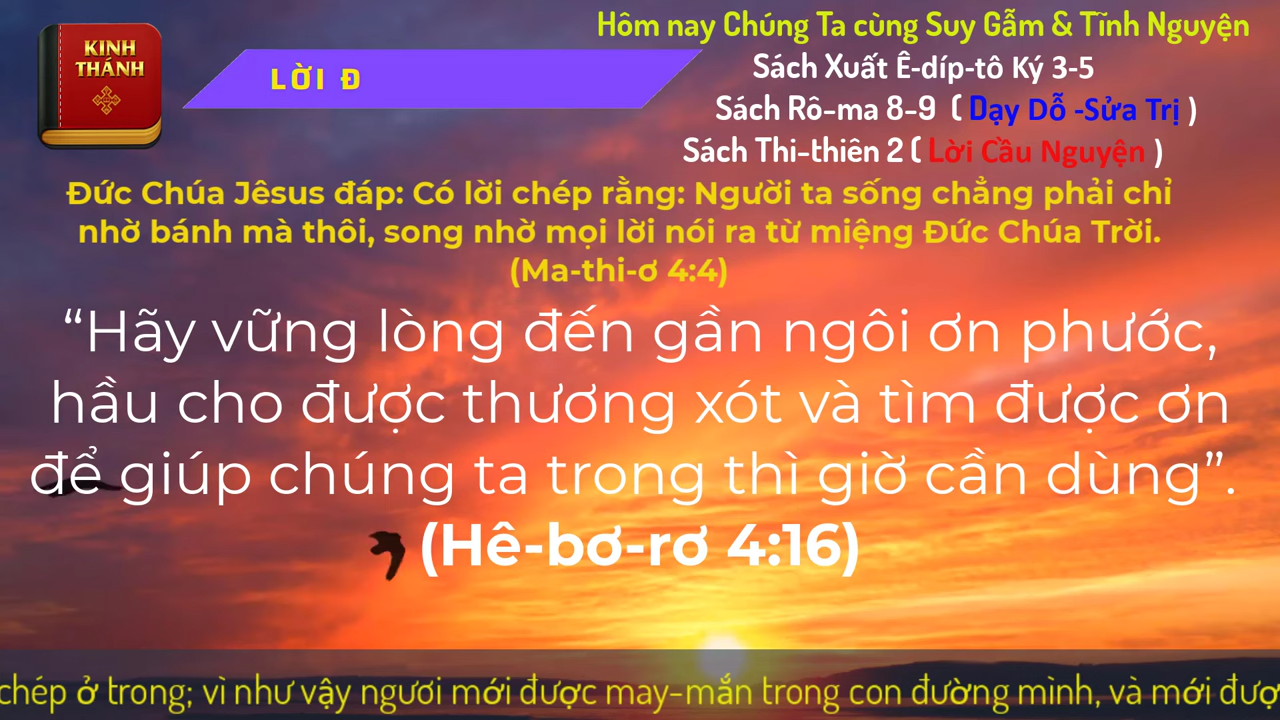 KINH
THÁNH
LỜI Đ
Hôm nay Chúng Ta cùng Suy Gẫm & Tĩnh Nguyện
Sách Xuất Ê-díp-tô Ký 3-5
Sách Rô-ma 8-9 ( Dạy Dỗ -Sửa Trị )
Sách Thi-thiên 2 ( Lời Cầu Nguyện )
Đức Chúa Jêsus đáp: Có lời chép rằng: Người ta sống chẳng phải chỉ
nhờ bánh mà thôi, song nhờ mọi lời nói ra từ miệng Đức Chúa Trời.
(Ma-thi-ơ 4:4)
“Hãy vững lòng đến gần ngôi ơn phước,
hầu cho được thương xót và tìm được ơn
để giúp chúng ta trong thì giờ cần dùng”.
(Hê-bơ-rơ 4:16)
chép ở trong; vì như vậy ngươi mới được may-mắn trong con đường mình, và mới đượ